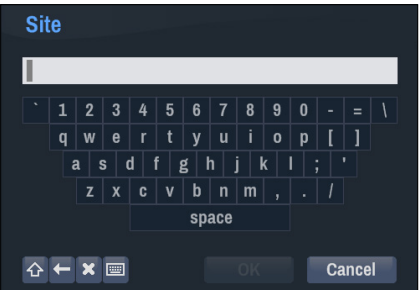 Site
` 1 2 3 4 5 6 7 8 9 0 - = \
q w e r t y u i o p [ ]
a s d f g h j k l ; '
z x c v b n m , . /
space
OK Cancel